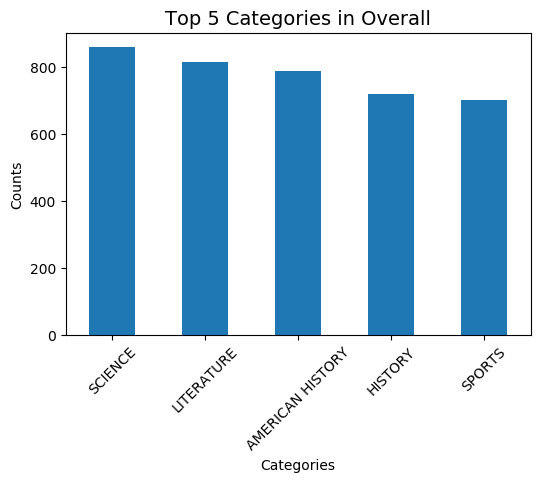 Top 5 Categories in Overall
Counts
800
600
400
200
0
SCIENCE
LITERATURE
AMERICAN HISTORY
HISTORY
SPORTS
Categories